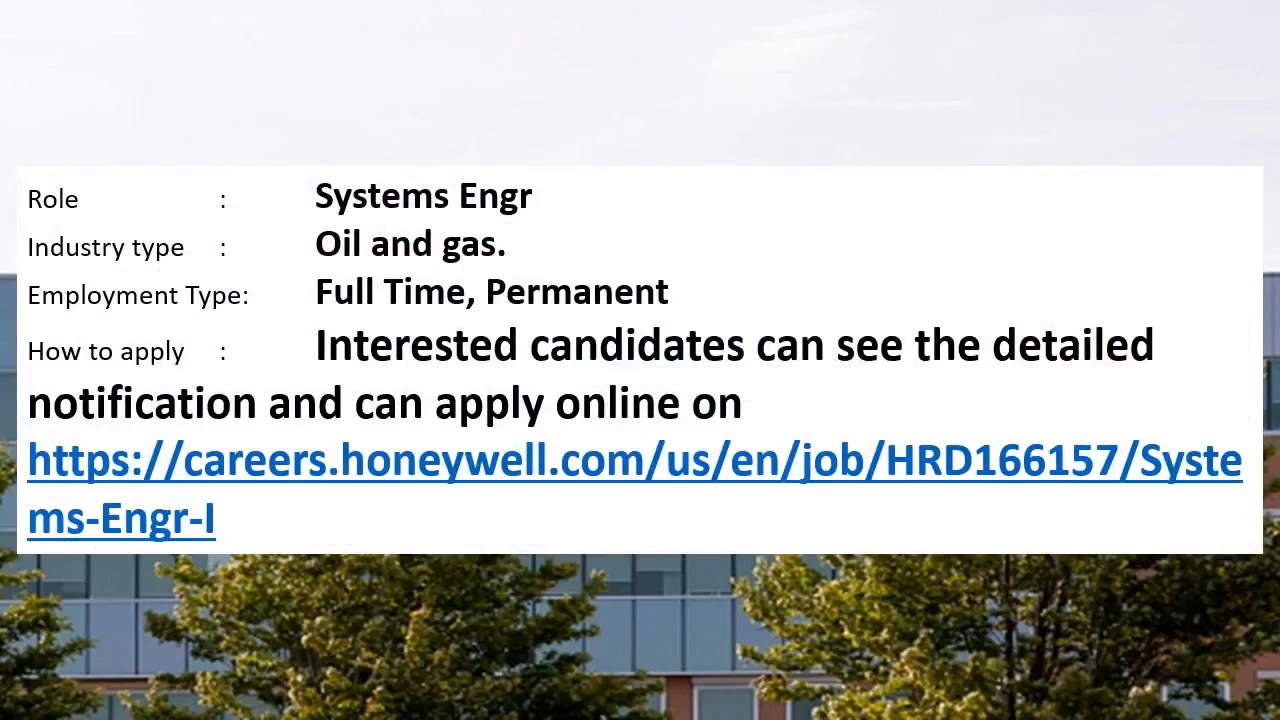 Role : Systems Engr
Industry type : Oil and gas.
Employment Type: Full Time, Permanent
How to apply : Interested candidates can see the detailed
notification and can apply online on
https://careers.honeywell.com/us/en/job/HRD166157/Syste
ms-Engr-I